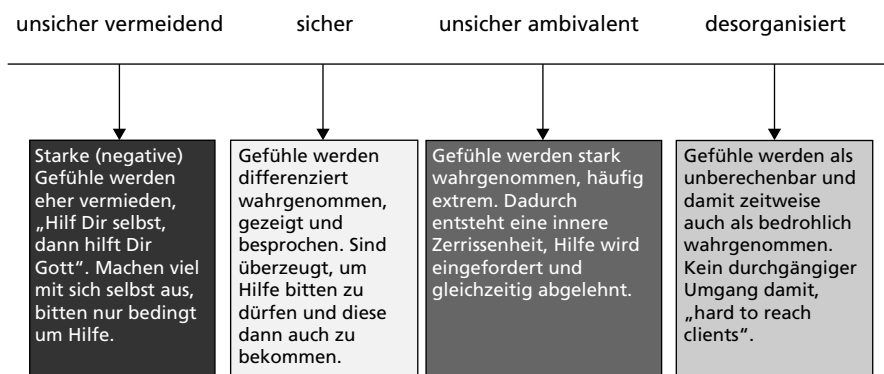 unsicher vermeidend
sicher
unsicher ambivalent
desorganisiert
Starke (negative)
Gefühle werden
eher vermieden,
„Hilf Dir selbst,
dann hilft Dir
Gott“. Machen viel
mit sich selbst aus,
bitten nur bedingt
um Hilfe.
Gefühle werden
differenziert
wahrgenommen,
gezeigt und
besprochen. Sind
überzeugt, um
Hilfe bitten zu
dürfen und diese
dann auch zu
bekommen.
Gefühle werden stark
wahrgenommen, häufig
extrem. Dadurch
entsteht eine innere
Zerrissenheit, Hilfe wird
eingefordert und
gleichzeitig abgelehnt.
Gefühle werden als
unberechenbar und
damit zeitweise
auch als bedrohlich
wahrgenommen.
Kein durchgängiger
Umgang damit,
„hard to reach
clients“.